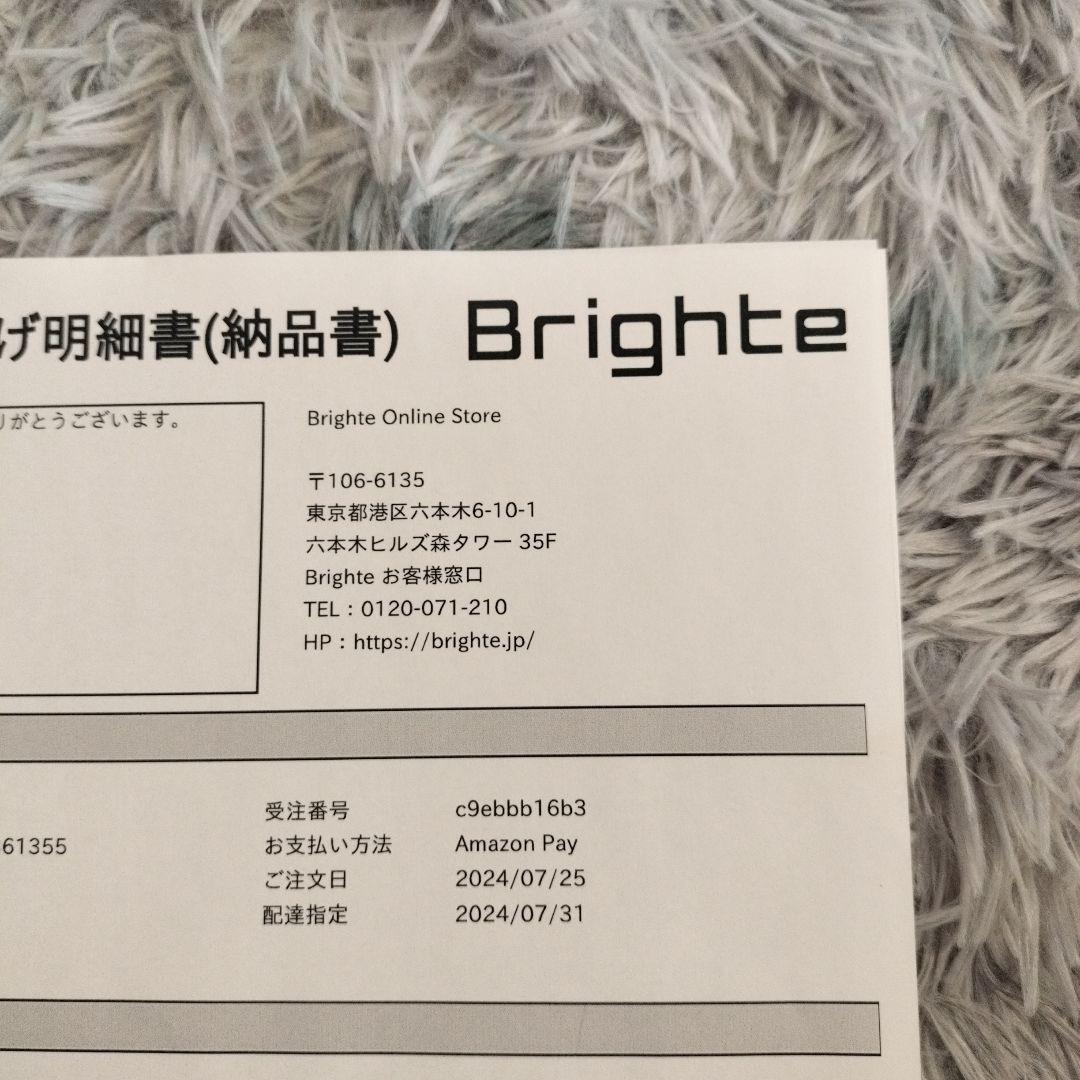 げ明細書(納品書)
Brighte
りがとうございます。
Brighte Online Store
〒106-6135
東京都港区六本木6-10-1
六本木ヒルズ森タワー 35F
Brighte お客様窓口
TEL：0120-071-210
HP：https://brighte.jp/
受注番号 c9ebbb16b3
61355 お支払い方法 Amazon Pay
ご注文日 2024/07/25
配達指定 2024/07/31